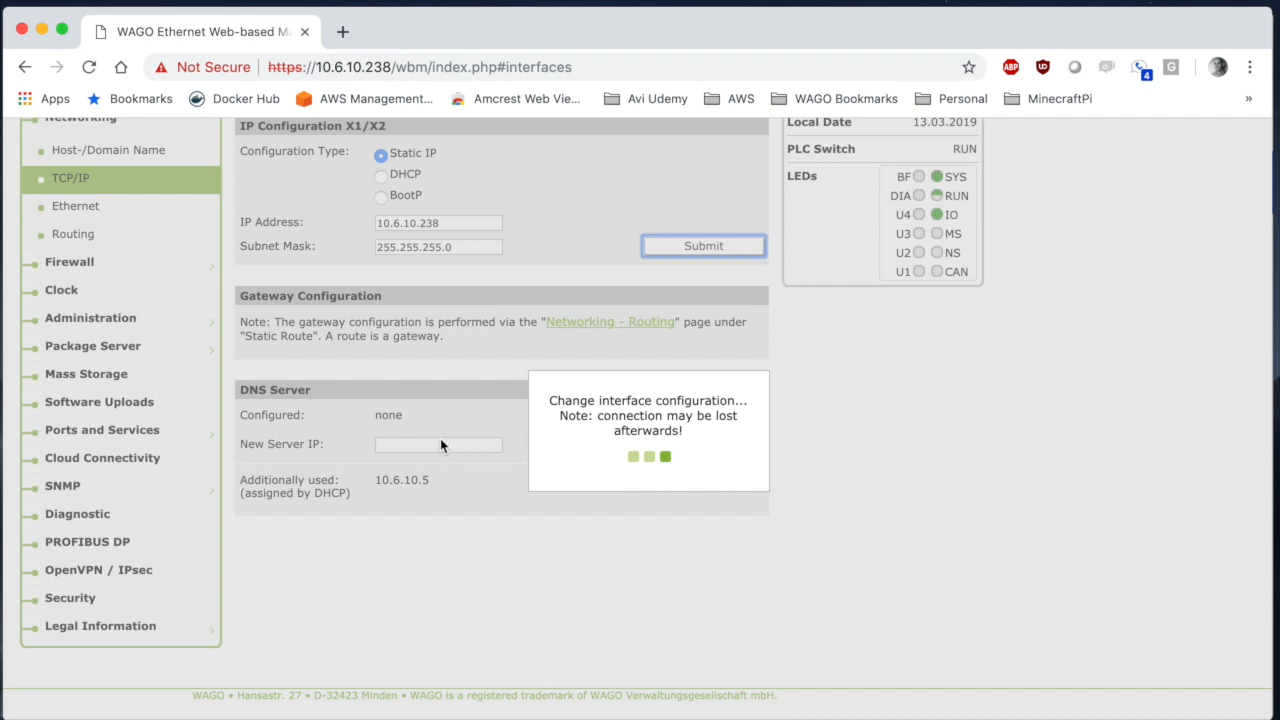 WAGO Ethernet Web-based Ma
Not Secure
https://10.6.10.238/wbm/index.php#interfaces
ABP
UD
4
G
Apps
Bookmarks
Docker Hub
AWS Management...
Amcrest Web Vie...
Avi Udemy
AWS
WAGO Bookmarks
Personal
MinecraftPi
»
Networking
Host-/Domain Name
TCP/IP
Ethernet
Routing
Firewall
Clock
Administration
Package Server
Mass Storage
Software Uploads
Ports and Services
Cloud Connectivity
SNMP
Diagnostic
PROFIBUS DP
OpenVPN / IPsec
Security
Legal Information
IP Configuration X1/X2
Configuration Type:
Static IP
DHCP
BootP
IP Address:
10.6.10.238
Subnet Mask:
255.255.255.0
Submit
Gateway Configuration
Note: The gateway configuration is performed via the "Networking - Routing" page under
"Static Route". A route is a gateway.
DNS Server
Configured:
none
New Server IP:
Additionally used:
(assigned by DHCP)
10.6.10.5
Change interface configuration...
Note: connection may be lost
afterwards!
Local Date
13.03.2019
PLC Switch
RUN
LEDs
BF SYS
DIA RUN
U4 IO
U3 MS
U2 NS
U1 CAN
WAGO • Hansastr. 27 • D-32423 Minden • WAGO is a registered trademark of WAGO Verwaltungsgesellschaft mbH.